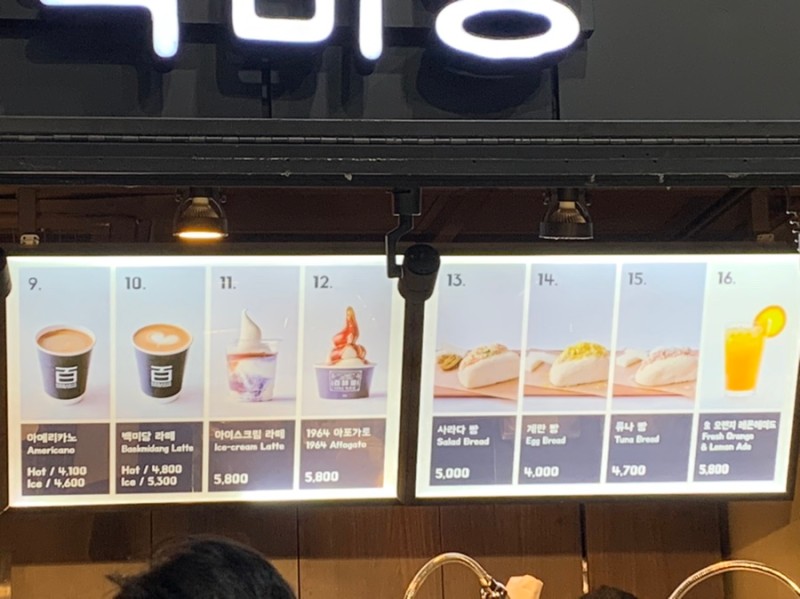 미당
9.
아메리카노
Americano
Hot / 4,100
Ice / 4,600
10.
백미당 라떼
Baekmidang Latte
Hot / 4,800
Ice / 5,300
11.
아이스크림 라떼
Ice-cream Latte
5,800
12.
1964 아포가토
1964 Affogato
5,800
13.
사라다 빵
Salad Bread
5,000
14.
계란 빵
Egg Bread
4,000
15.
튜나 빵
Tuna Bread
4,700
16.
오렌지 레몬에이드
Fresh Orange
& Lemon Ade
5,800
百
百